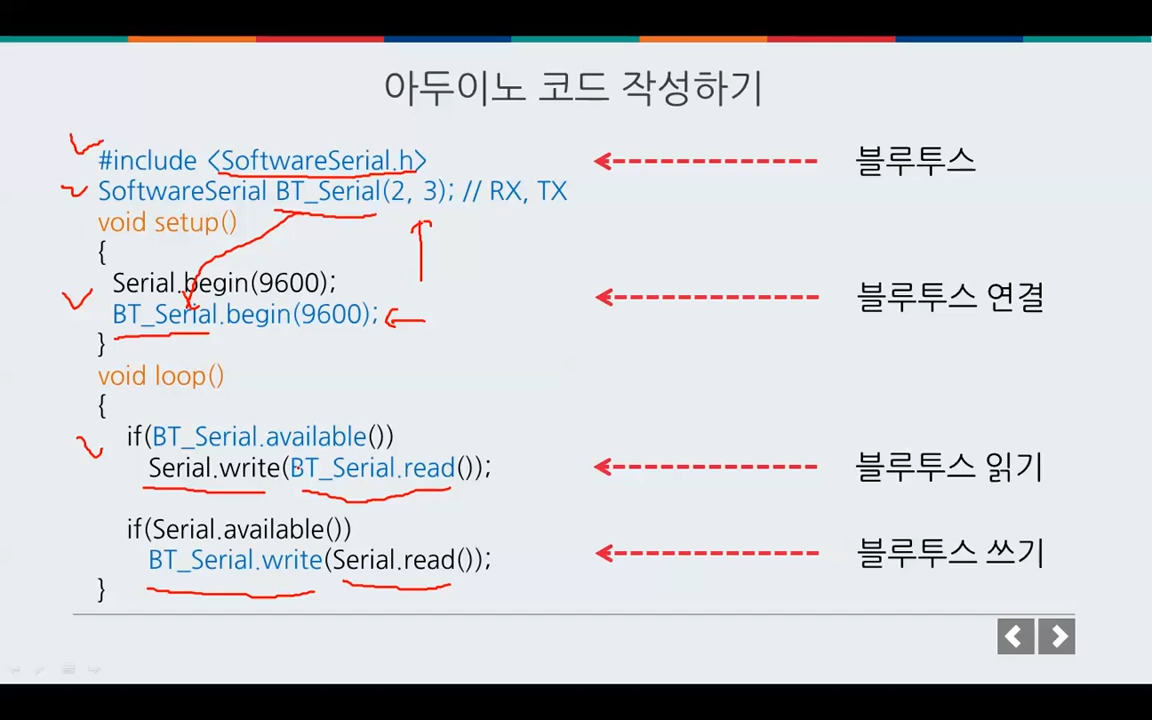 아두이노 코드 작성하기
#include <SoftwareSerial.h>
블루투스
SoftwareSerial BT_Serial(2, 3); // RX, TX
void setup()
{
Serial.begin(9600);
BT_Serial.begin(9600);
블루투스 연결
}
void loop()
{
if(BT_Serial.available())
Serial.write(BT_Serial.read());
블루투스 읽기
if(Serial.available())
BT_Serial.write(Serial.read());
블루투스 쓰기
}